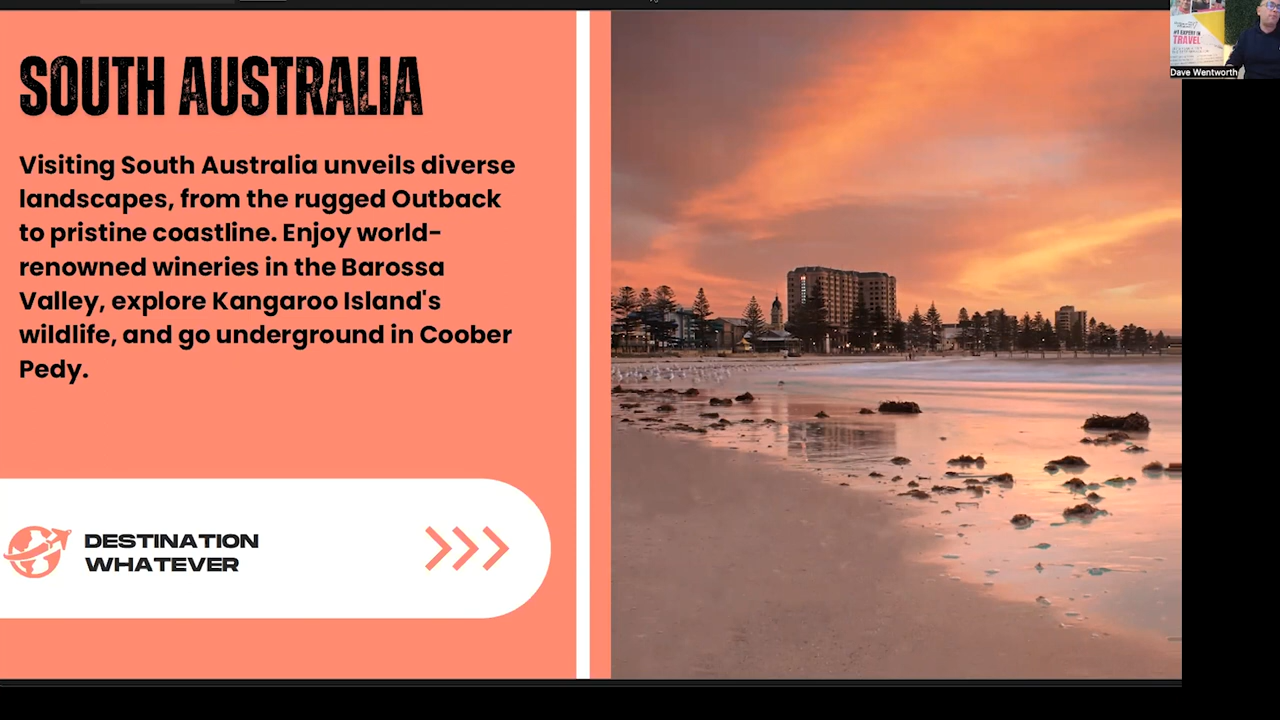 SOUTH AUSTRALIA
Visiting South Australia unveils diverse
landscapes, from the rugged Outback
to pristine coastline. Enjoy world-
renowned wineries in the Barossa
Valley, explore Kangaroo Island's
wildlife, and go underground in Coober
Pedy.
DESTINATION
WHATEVER
TRAVEL
Dave Wentworth